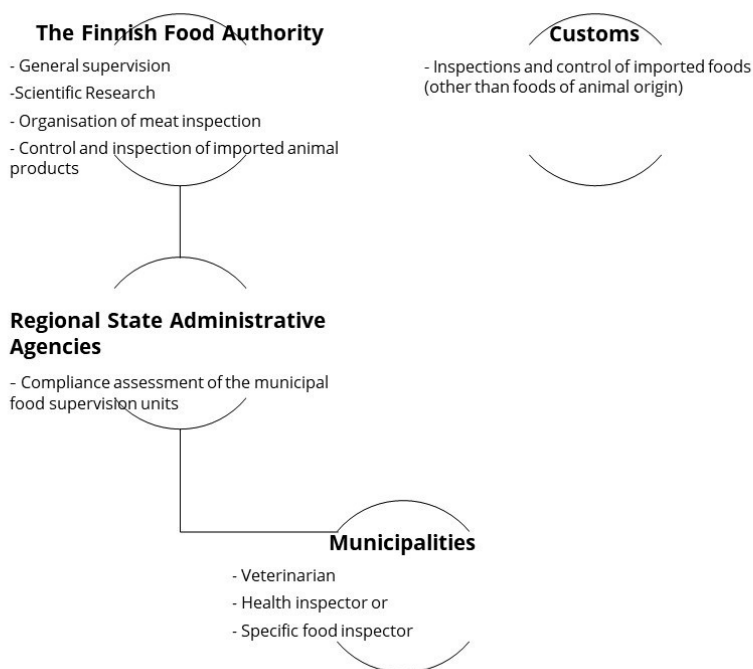 The Finnish Food Authority
- General supervision
-Scientific Research
- Organisation of meat inspection
- Control and inspection of imported animal
products
Customs
- Inspections and control of imported foods
(other than foods of animal origin)
Regional State Administrative
Agencies
- Compliance assessment of the municipal
food supervision units
Municipalities
- Veterinarian
- Health inspector or
- Specific food inspector